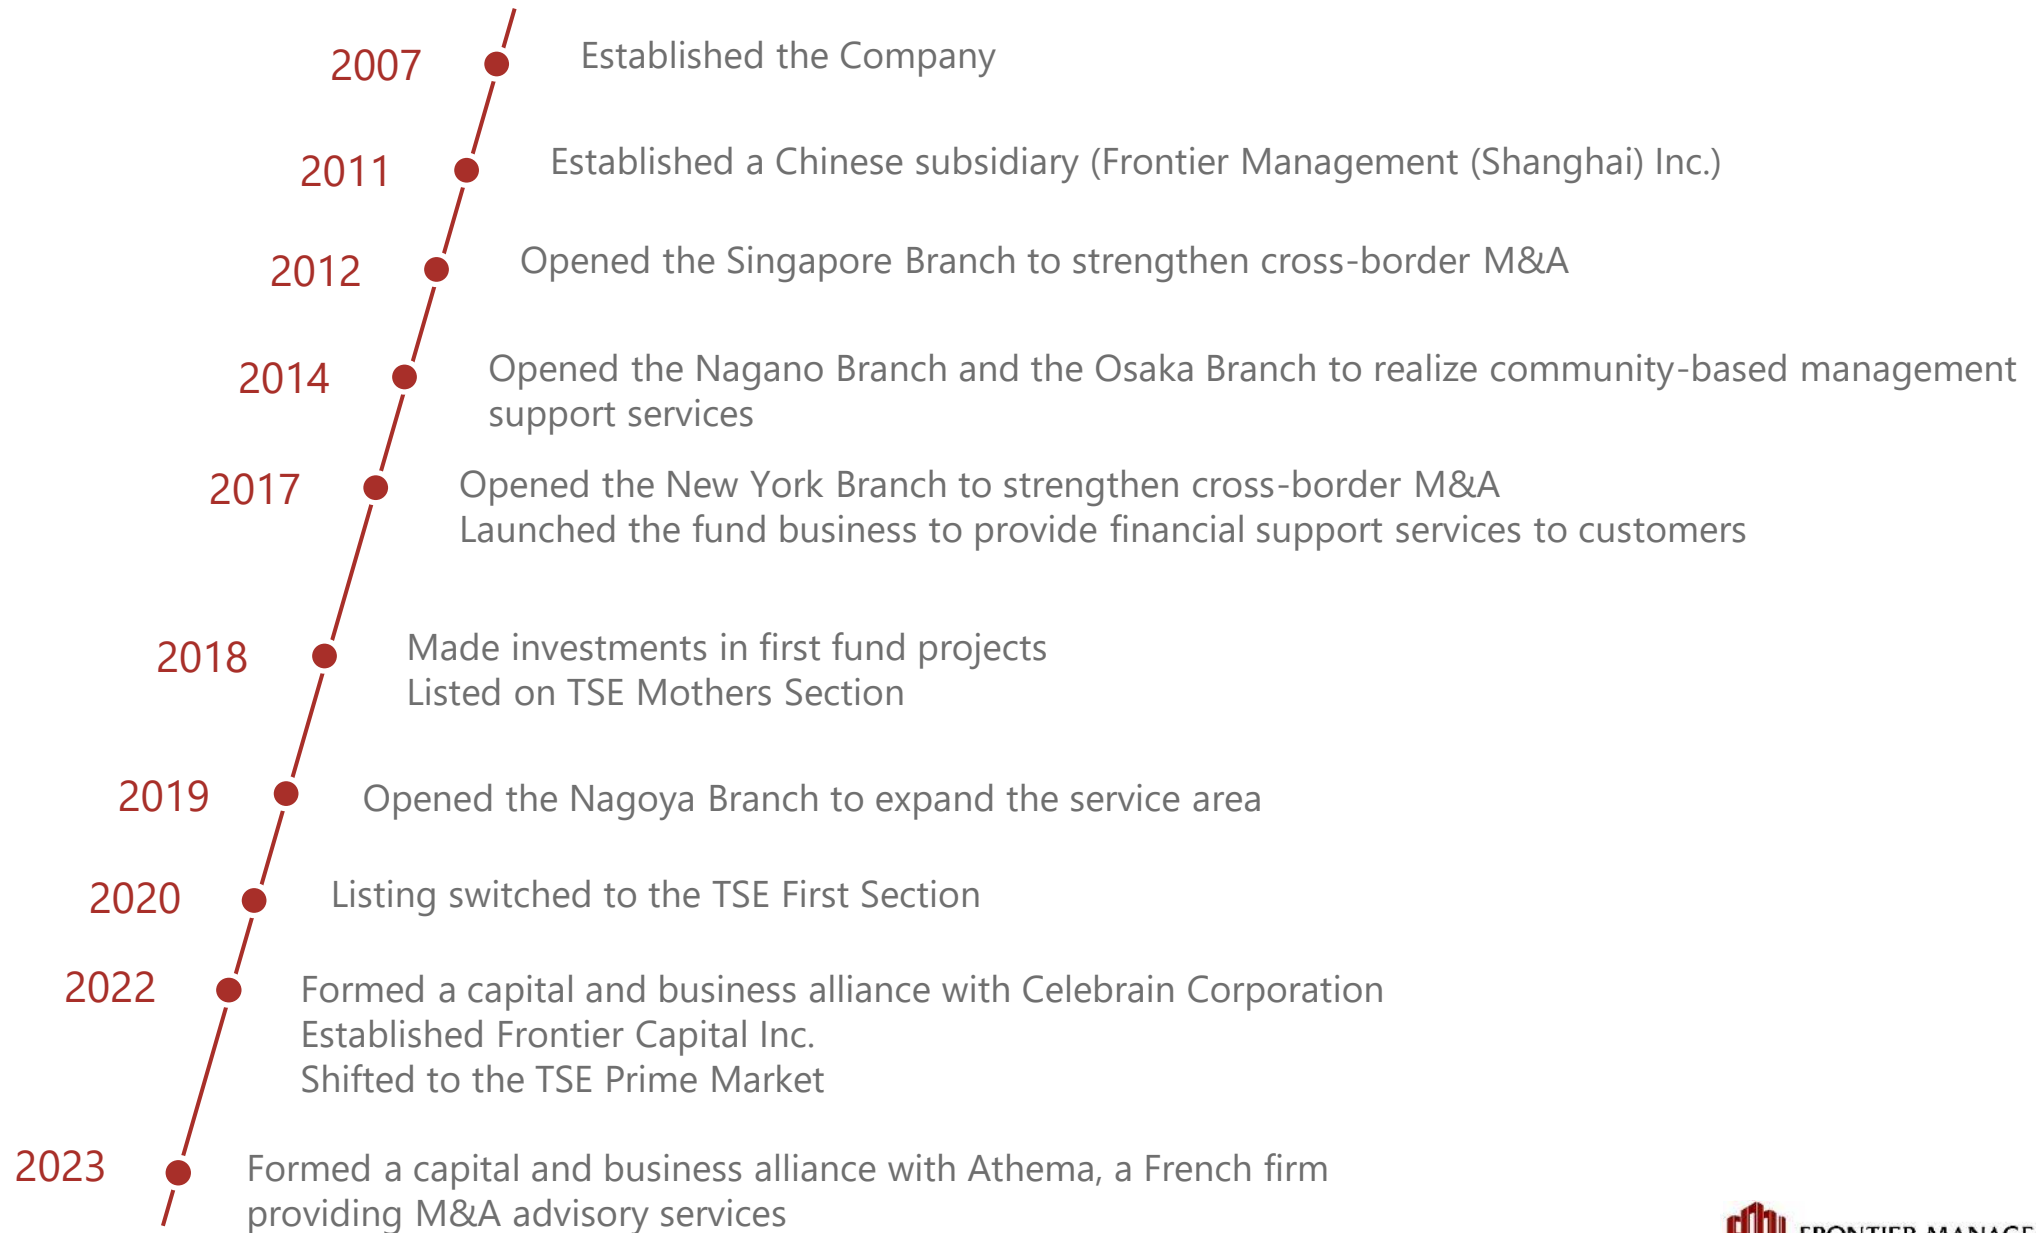 2007
Established the Company
2011
Established a Chinese subsidiary (Frontier Management (Shanghai) Inc.)
2012
Opened the Singapore Branch to strengthen cross-border M&A
2014
Opened the Nagano Branch and the Osaka Branch to realize community-based management
support services
2017
Opened the New York Branch to strengthen cross-border M&A
Launched the fund business to provide financial support services to customers
2018
Made investments in first fund projects
Listed on TSE Mothers Section
2019
Opened the Nagoya Branch to expand the service area
2020
Listing switched to the TSE First Section
2022
Formed a capital and business alliance with Celebrain Corporation
Established Frontier Capital Inc.
Shifted to the TSE Prime Market
2023
Formed a capital and business alliance with Athema, a French firm
providing M&A advisory services
FRONTIER